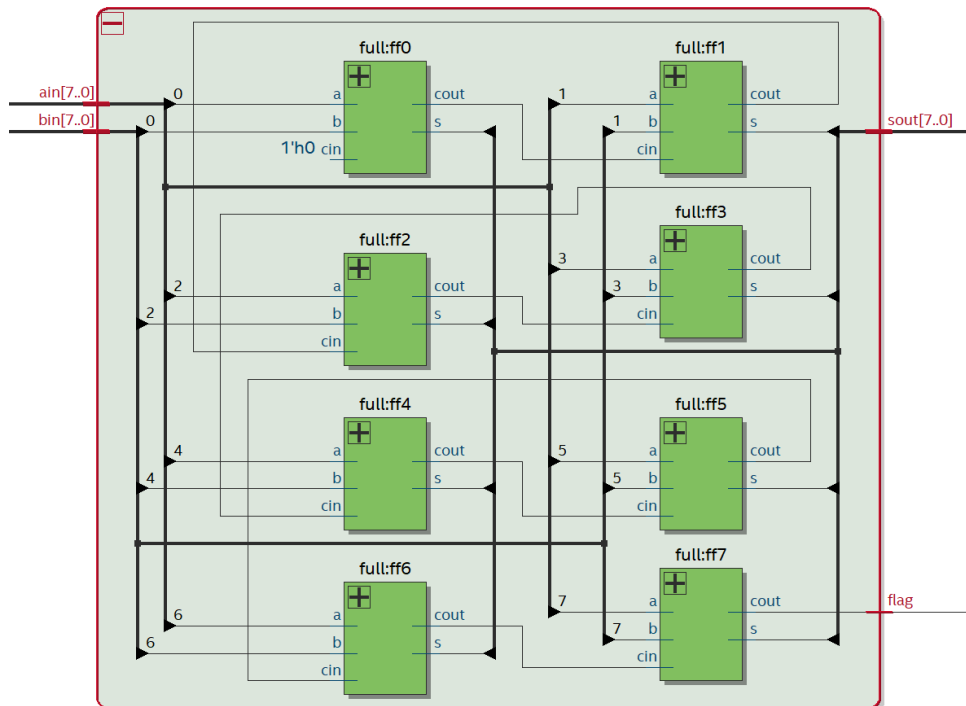 full:ff0
full:ff1
ain[7..0]
0
a
cout
1
a
cout
bin[7..0]
0
b
s
1
b
s
sout[7..0]
1'h0 cin
cin
full:ff2
full:ff3
3
a
cout
2
a
cout
3
b
s
2
b
s
cin
cin
full:ff4
full:ff5
4
a
cout
5
a
cout
4
b
s
5
b
s
cin
cin
full:ff6
full:ff7
7
a
cout
flag
6
a
cout
7
b
s
6
b
s
cin
cin